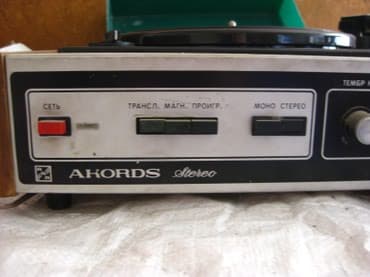 ТЕМБР
СЕТЬ ТРАНСЛ. МАГН. ПРОИГР. МОНО СТЕРЕО
AKORDS Stereo